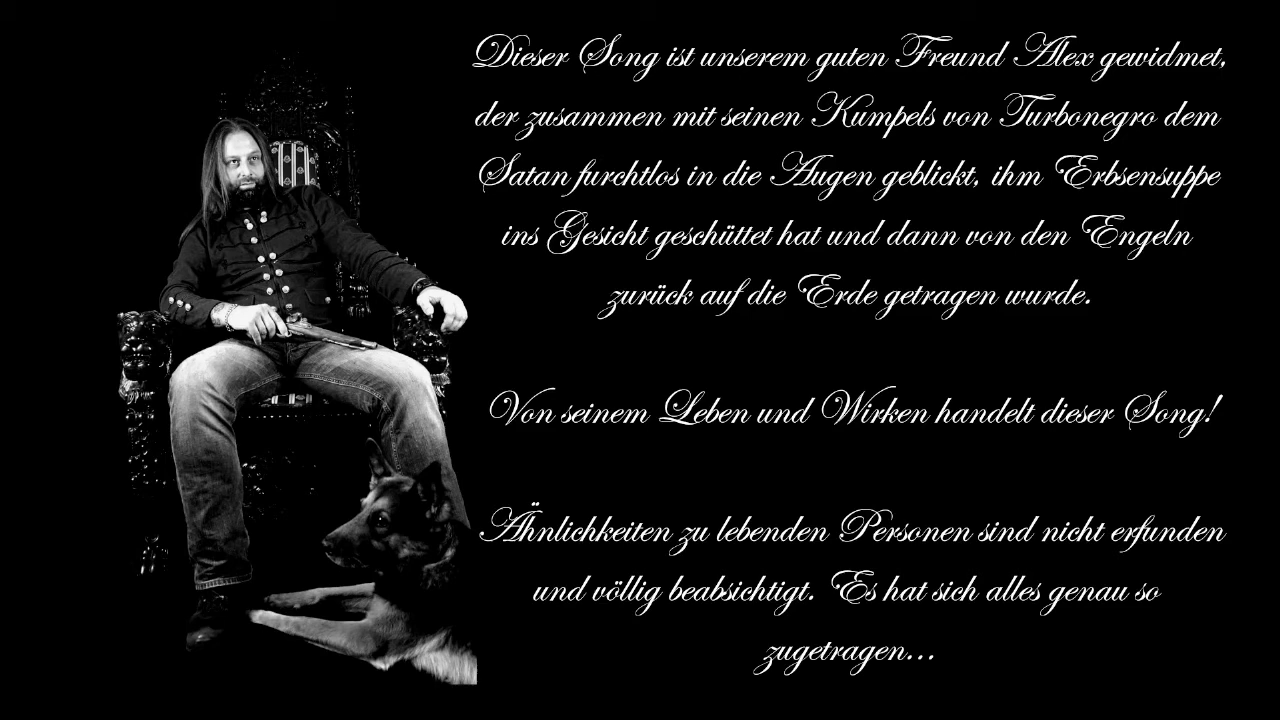 Dieser Song ist unserem guten Freund Alex gewidmet,
der zusammen mit seinen Kumpels von Turbonegro dem
Satan furchtlos in die Augen geblickt, ihm Erbsensuppe
ins Gesicht geschüttet hat und dann von den Engeln
zurück auf die Erde getragen wurde.
Von seinem Leben und Wirken handelt dieser Song!
Ähnlichkeiten zu lebenden Personen sind nicht erfunden
und völlig beabsichtigt. Es hat sich alles genau so
zugetragen...